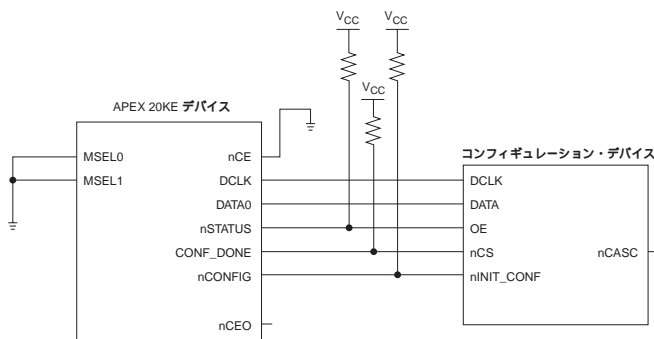 VCC
VCC
VCC
APEX 20KE デバイス
コンフィギュレーション・デバイス
MSEL0
MSEL1
nCE
DCLK
DATA0
nSTATUS
CONF_DONE
nCONFIG
nCEO
DCLK
DATA
OE
nCS
nINIT_CONF
nCASC